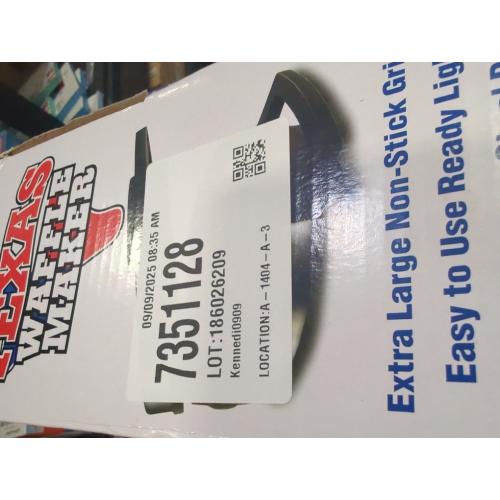 TEXAS
WAFFLE
MAKER
09/09/2025 08:35 AM
7351128
LOT:186026209
Kennedi0909
LOCATION:A-1404-A-3
Extra Large Non-Stick Gri
Easy to Use Ready Lig